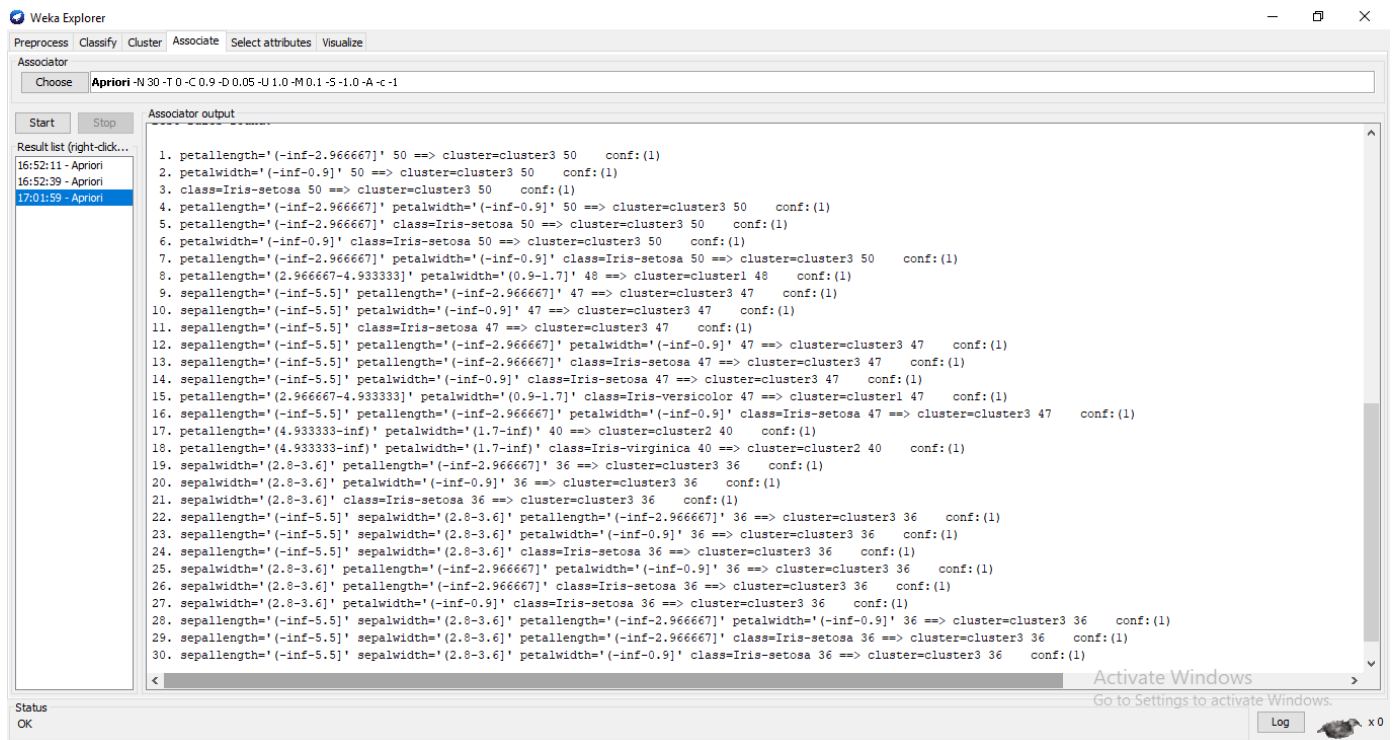 Weka Explorer
Preprocess Classify Cluster Associate Select attributes Visualize
Associator
Choose Apriori -N 30 -T 0 -C 0.9 -D 0.05 -U 1.0 -M 0.1 -S -1.0 -A -c -1
Start Stop
Result list (right-click...
16:52:11 - Apriori
16:52:39 - Apriori
17:01:59 - Apriori
Associator output
1. petallength='(-inf-2.966667]' 50 ==> cluster=cluster3 50 conf:(1)
2. petalwidth='(-inf-0.9]' 50 ==> cluster=cluster3 50 conf:(1)
3. class=Iris-setosa 50 ==> cluster=cluster3 50 conf:(1)
4. petallength='(-inf-2.966667]' petalwidth='(-inf-0.9]' 50 ==> cluster=cluster3 50 conf:(1)
5. petallength='(-inf-2.966667]' class=Iris-setosa 50 ==> cluster=cluster3 50 conf:(1)
6. petalwidth='(-inf-0.9]' class=Iris-setosa 50 ==> cluster=cluster3 50 conf:(1)
7. petallength='(-inf-2.966667]' petalwidth='(-inf-0.9]' class=Iris-setosa 50 ==> cluster=cluster3 50 conf:(1)
8. petallength='(2.966667-4.933333]' petalwidth='(0.9-1.7]' 48 ==> cluster=cluster1 48 conf:(1)
9. sepallength='(-inf-5.5]' petallength='(-inf-2.966667]' 47 ==> cluster=cluster3 47 conf:(1)
10. sepallength='(-inf-5.5]' petalwidth='(-inf-0.9]' 47 ==> cluster=cluster3 47 conf:(1)
11. sepallength='(-inf-5.5]' class=Iris-setosa 47 ==> cluster=cluster3 47 conf:(1)
12. sepallength='(-inf-5.5]' petallength='(-inf-2.966667]' petalwidth='(-inf-0.9]' 47 ==> cluster=cluster3 47 conf:(1)
13. sepallength='(-inf-5.5]' petallength='(-inf-2.966667]' class=Iris-setosa 47 ==> cluster=cluster3 47 conf:(1)
14. sepallength='(-inf-5.5]' petalwidth='(-inf-0.9]' class=Iris-setosa 47 ==> cluster=cluster3 47 conf:(1)
15. petallength='(2.966667-4.933333]' petalwidth='(0.9-1.7]' class=Iris-versicolor 47 ==> cluster=cluster1 47 conf:(1)
16. sepallength='(-inf-5.5]' petallength='(-inf-2.966667]' petalwidth='(-inf-0.9]' class=Iris-setosa 47 ==> cluster=cluster3 47 conf:(1)
17. petallength='(4.933333-inf)' petalwidth='(1.7-inf)' 40 ==> cluster=cluster2 40 conf:(1)
18. petallength='(4.933333-inf)' petalwidth='(1.7-inf)' class=Iris-virginica 40 ==> cluster=cluster2 40 conf:(1)
19. sepalwidth='(2.8-3.6]' petallength='(-inf-2.966667]' 36 ==> cluster=cluster3 36 conf:(1)
20. sepalwidth='(2.8-3.6]' petalwidth='(-inf-0.9]' 36 ==> cluster=cluster3 36 conf:(1)
21. sepalwidth='(2.8-3.6]' class=Iris-setosa 36 ==> cluster=cluster3 36 conf:(1)
22. sepallength='(-inf-5.5]' sepalwidth='(2.8-3.6]' petallength='(-inf-2.966667]' 36 ==> cluster=cluster3 36 conf:(1)
23. sepallength='(-inf-5.5]' sepalwidth='(2.8-3.6]' petalwidth='(-inf-0.9]' 36 ==> cluster=cluster3 36 conf:(1)
24. sepallength='(-inf-5.5]' sepalwidth='(2.8-3.6]' class=Iris-setosa 36 ==> cluster=cluster3 36 conf:(1)
25. sepalwidth='(2.8-3.6]' petallength='(-inf-2.966667]' petalwidth='(-inf-0.9]' 36 ==> cluster=cluster3 36 conf:(1)
26. sepalwidth='(2.8-3.6]' petallength='(-inf-2.966667]' class=Iris-setosa 36 ==> cluster=cluster3 36 conf:(1)
27. sepalwidth='(2.8-3.6]' petalwidth='(-inf-0.9]' class=Iris-setosa 36 ==> cluster=cluster3 36 conf:(1)
28. sepallength='(-inf-5.5]' sepalwidth='(2.8-3.6]' petallength='(-inf-2.966667]' petalwidth='(-inf-0.9]' 36 ==> cluster=cluster3 36 conf:(1)
29. sepallength='(-inf-5.5]' sepalwidth='(2.8-3.6]' petallength='(-inf-2.966667]' class=Iris-setosa 36 ==> cluster=cluster3 36 conf:(1)
30. sepallength='(-inf-5.5]' sepalwidth='(2.8-3.6]' petalwidth='(-inf-0.9]' class=Iris-setosa 36 ==> cluster=cluster3 36 conf:(1)
Activate Windows
Go to Settings to activate Windows.
Status
OK
Log
x 0